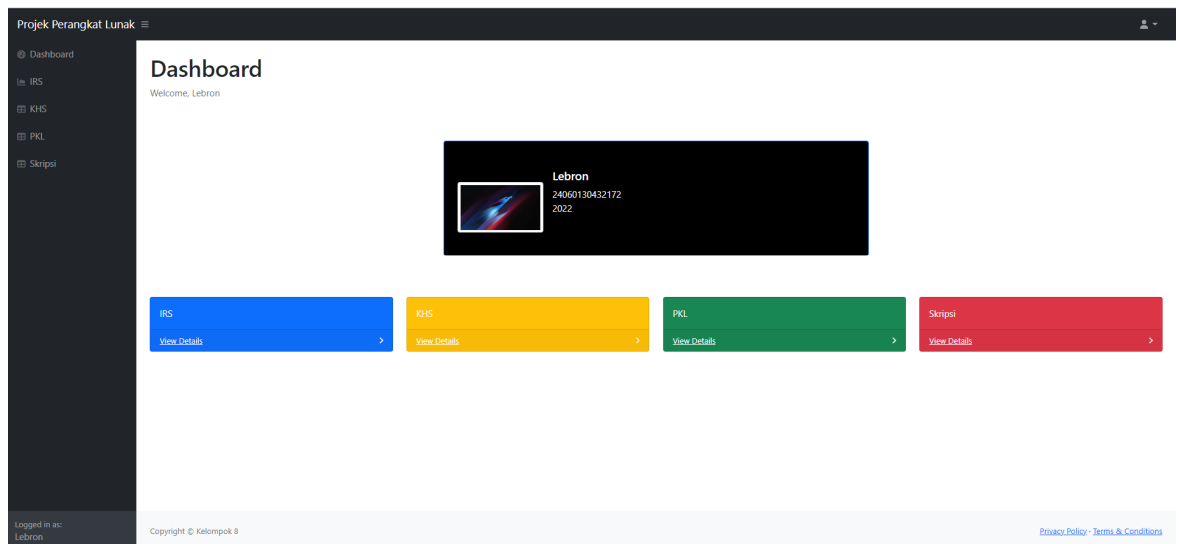 Projek Perangkat Lunak
Dashboard
IRS
KHS
PKL
Skripsi
Logged in as:
Lebron
Dashboard
Welcome, Lebron
Lebron
24060130432172
2022
IRS
View Details
KHS
View Details
PKL
View Details
Skripsi
View Details
Copyright © Kelompok 8
Privacy Policy · Terms & Conditions